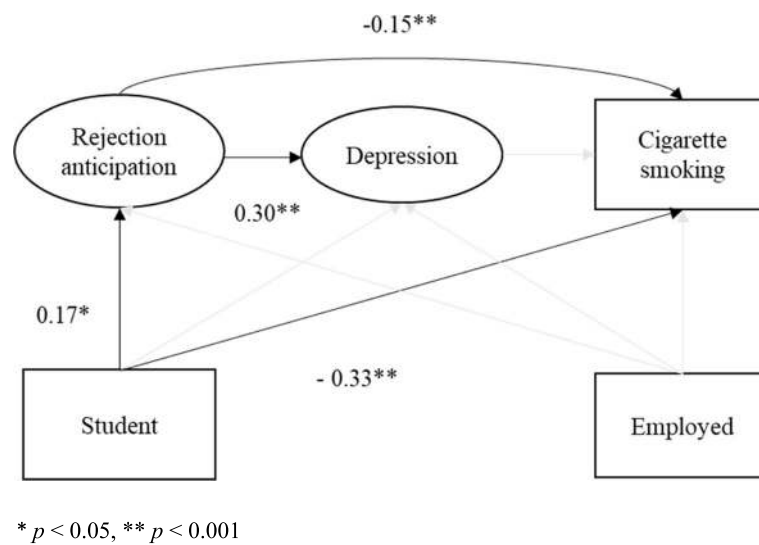 -0.15**
Rejection
anticipation
Depression
Cigarette
smoking
0.30**
0.17*
- 0.33**
Student
Employed
* p < 0.05, ** p < 0.001